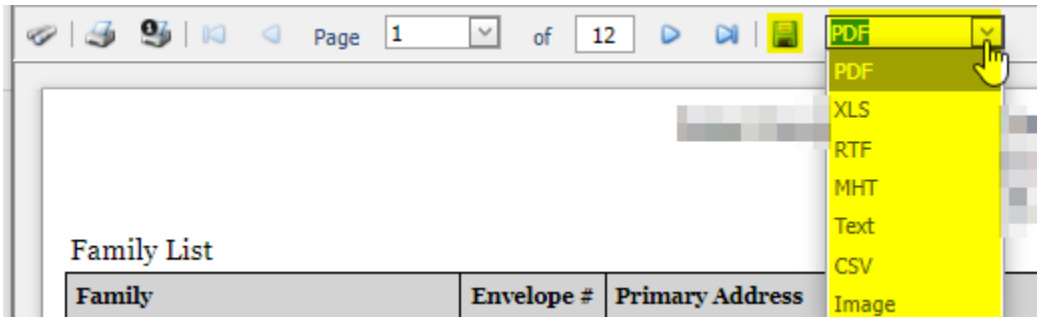 Page 1 of 12 PDF
PDF
XLS
RTF
MHT
Text
CSV
Image
Family List
Family Envelope # Primary Address